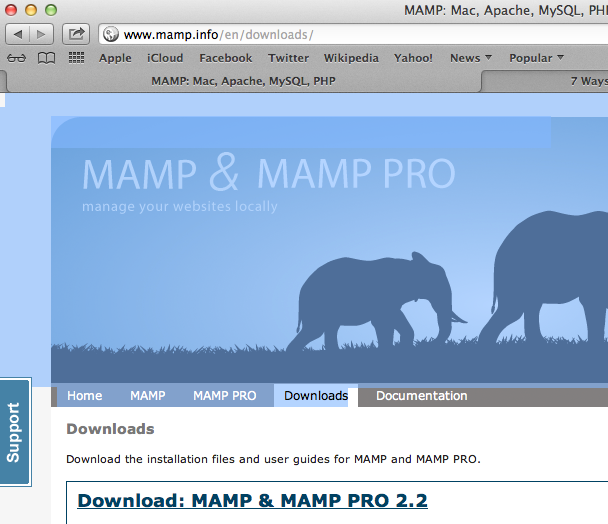 MAMP: Mac, Apache, MySQL, PHP
www.mamp.info/en/downloads/
Apple iCloud Facebook Twitter Wikipedia Yahoo! News Popular
MAMP: Mac, Apache, MySQL, PHP 7 Ways
MAMP & MAMP PRO
manage your websites locally
Home MAMP MAMP PRO Downloads Documentation
Support
Downloads
Download the installation files and user guides for MAMP and MAMP PRO.
Download: MAMP & MAMP PRO 2.2